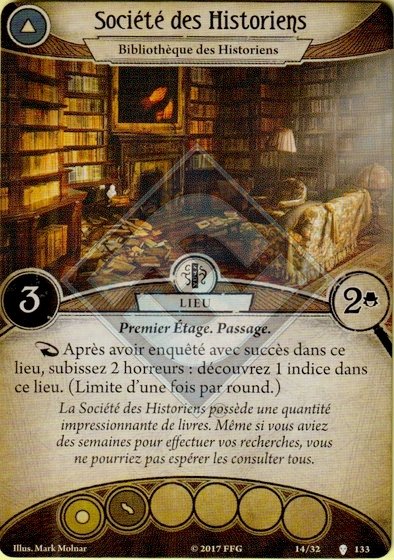 Société des Historiens
Bibliothèque des Historiens
3
LIEU
2
Premier Étage. Passage.
Après avoir enquêté avec succès dans ce
lieu, subissez 2 horreurs : découvrez 1 indice dans
ce lieu. (Limite d'une fois par round.)
La Société des Historiens possède une quantité
impressionnante de livres. Même si vous aviez
des semaines pour effectuer vos recherches, vous
ne pourriez pas espérer les consulter tous.
Illus. Mark Molnar
© 2017 FFG
14/32
133